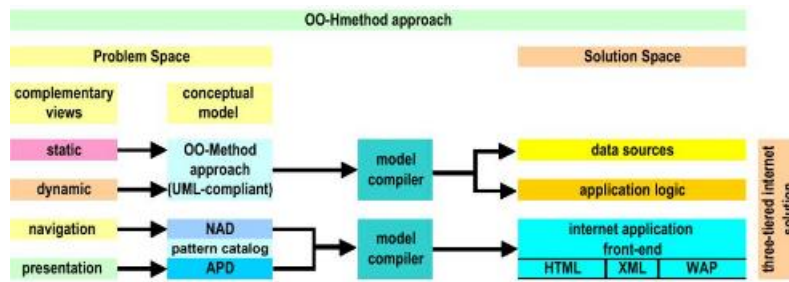 OO-Hmethod approach
Problem Space
Solution Space
complementary
views
conceptual
model
static
dynamic
OO-Method
approach
(UML-compliant)
model
compiler
data sources
application logic
navigation
presentation
NAD
pattern catalog
APD
model
compiler
internet application
front-end
HTML
XML
WAP
three-tiered internet
solution